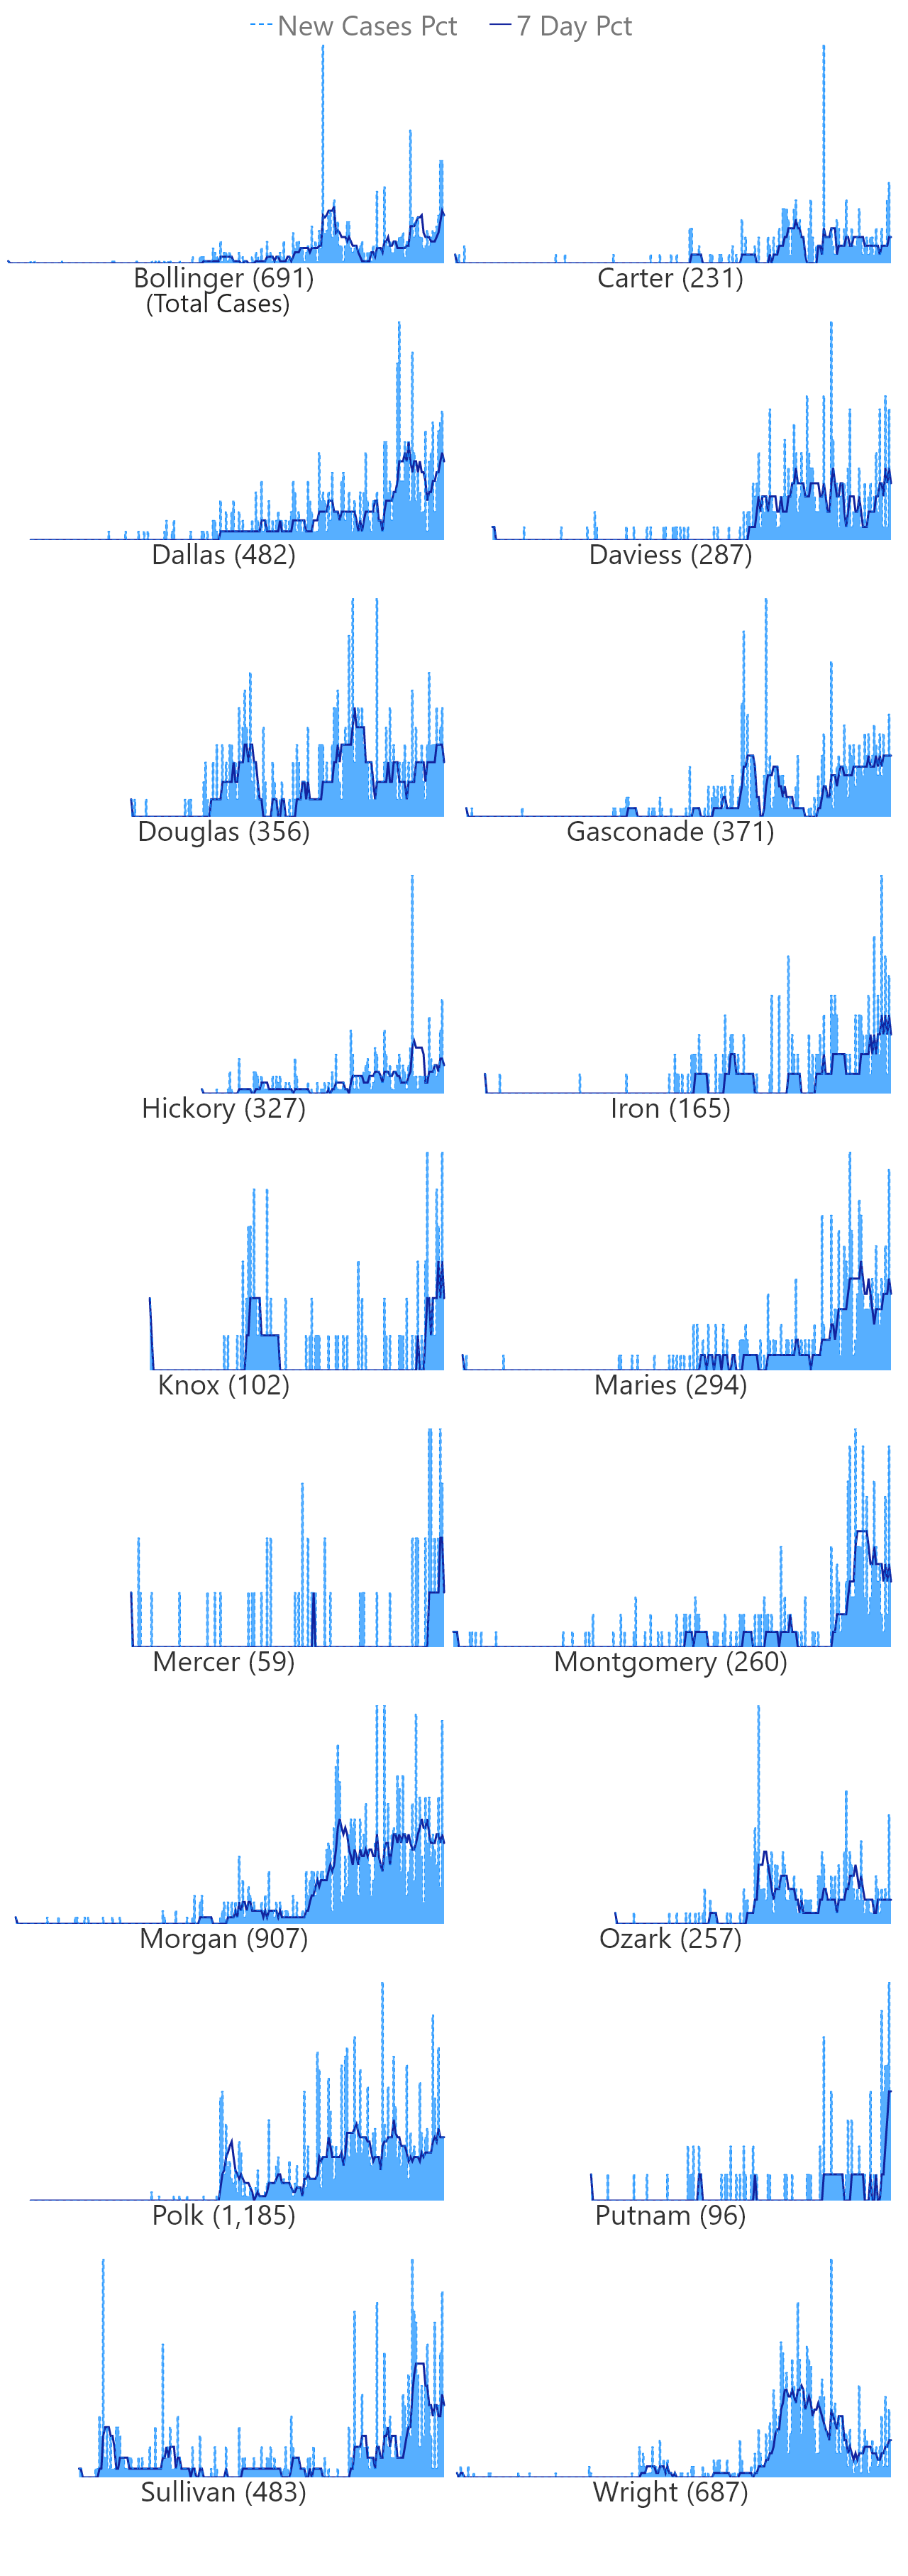 New Cases Pct 7 Day Pct
Bollinger (691) Carter (231)
(Total Cases)
Dallas (482) Daviess (287)
Douglas (356) Gasconade (371)
Hickory (327) Iron (165)
Knox (102) Maries (294)
Mercer (59) Montgomery (260)
Morgan (907) Ozark (257)
Polk (1,185) Putnam (96)
Sullivan (483) Wright (687)